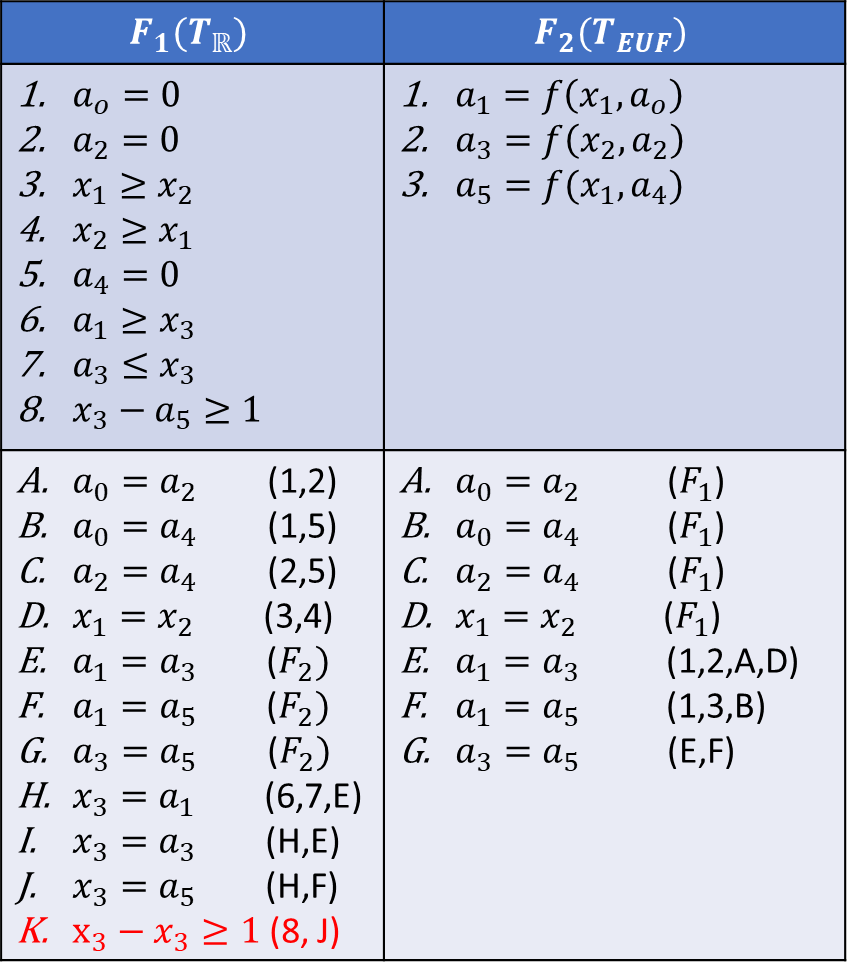 F₁(Tℝ)
F₂(T_EUF)
1. aₒ = 0
2. a₂ = 0
3. x₁ ≥ x₂
4. x₂ ≥ x₁
5. a₄ = 0
6. a₁ ≥ x₃
7. a₃ ≤ x₃
8. x₃ − a₅ ≥ 1
1. a₁ = f(x₁, aₒ)
2. a₃ = f(x₂, a₂)
3. a₅ = f(x₁, a₄)
A. a₀ = a₂ (1,2)
B. a₀ = a₄ (1,5)
C. a₂ = a₄ (2,5)
D. x₁ = x₂ (3,4)
E. a₁ = a₃ (F₂)
F. a₁ = a₅ (F₂)
G. a₃ = a₅ (F₂)
H. x₃ = a₁ (6,7,E)
I. x₃ = a₃ (H,E)
J. x₃ = a₅ (H,F)
K. x₃ − x₃ ≥ 1 (8, J)
A. a₀ = a₂ (F₁)
B. a₀ = a₄ (F₁)
C. a₂ = a₄ (F₁)
D. x₁ = x₂ (F₁)
E. a₁ = a₃ (1,2,A,D)
F. a₁ = a₅ (1,3,B)
G. a₃ = a₅ (E,F)